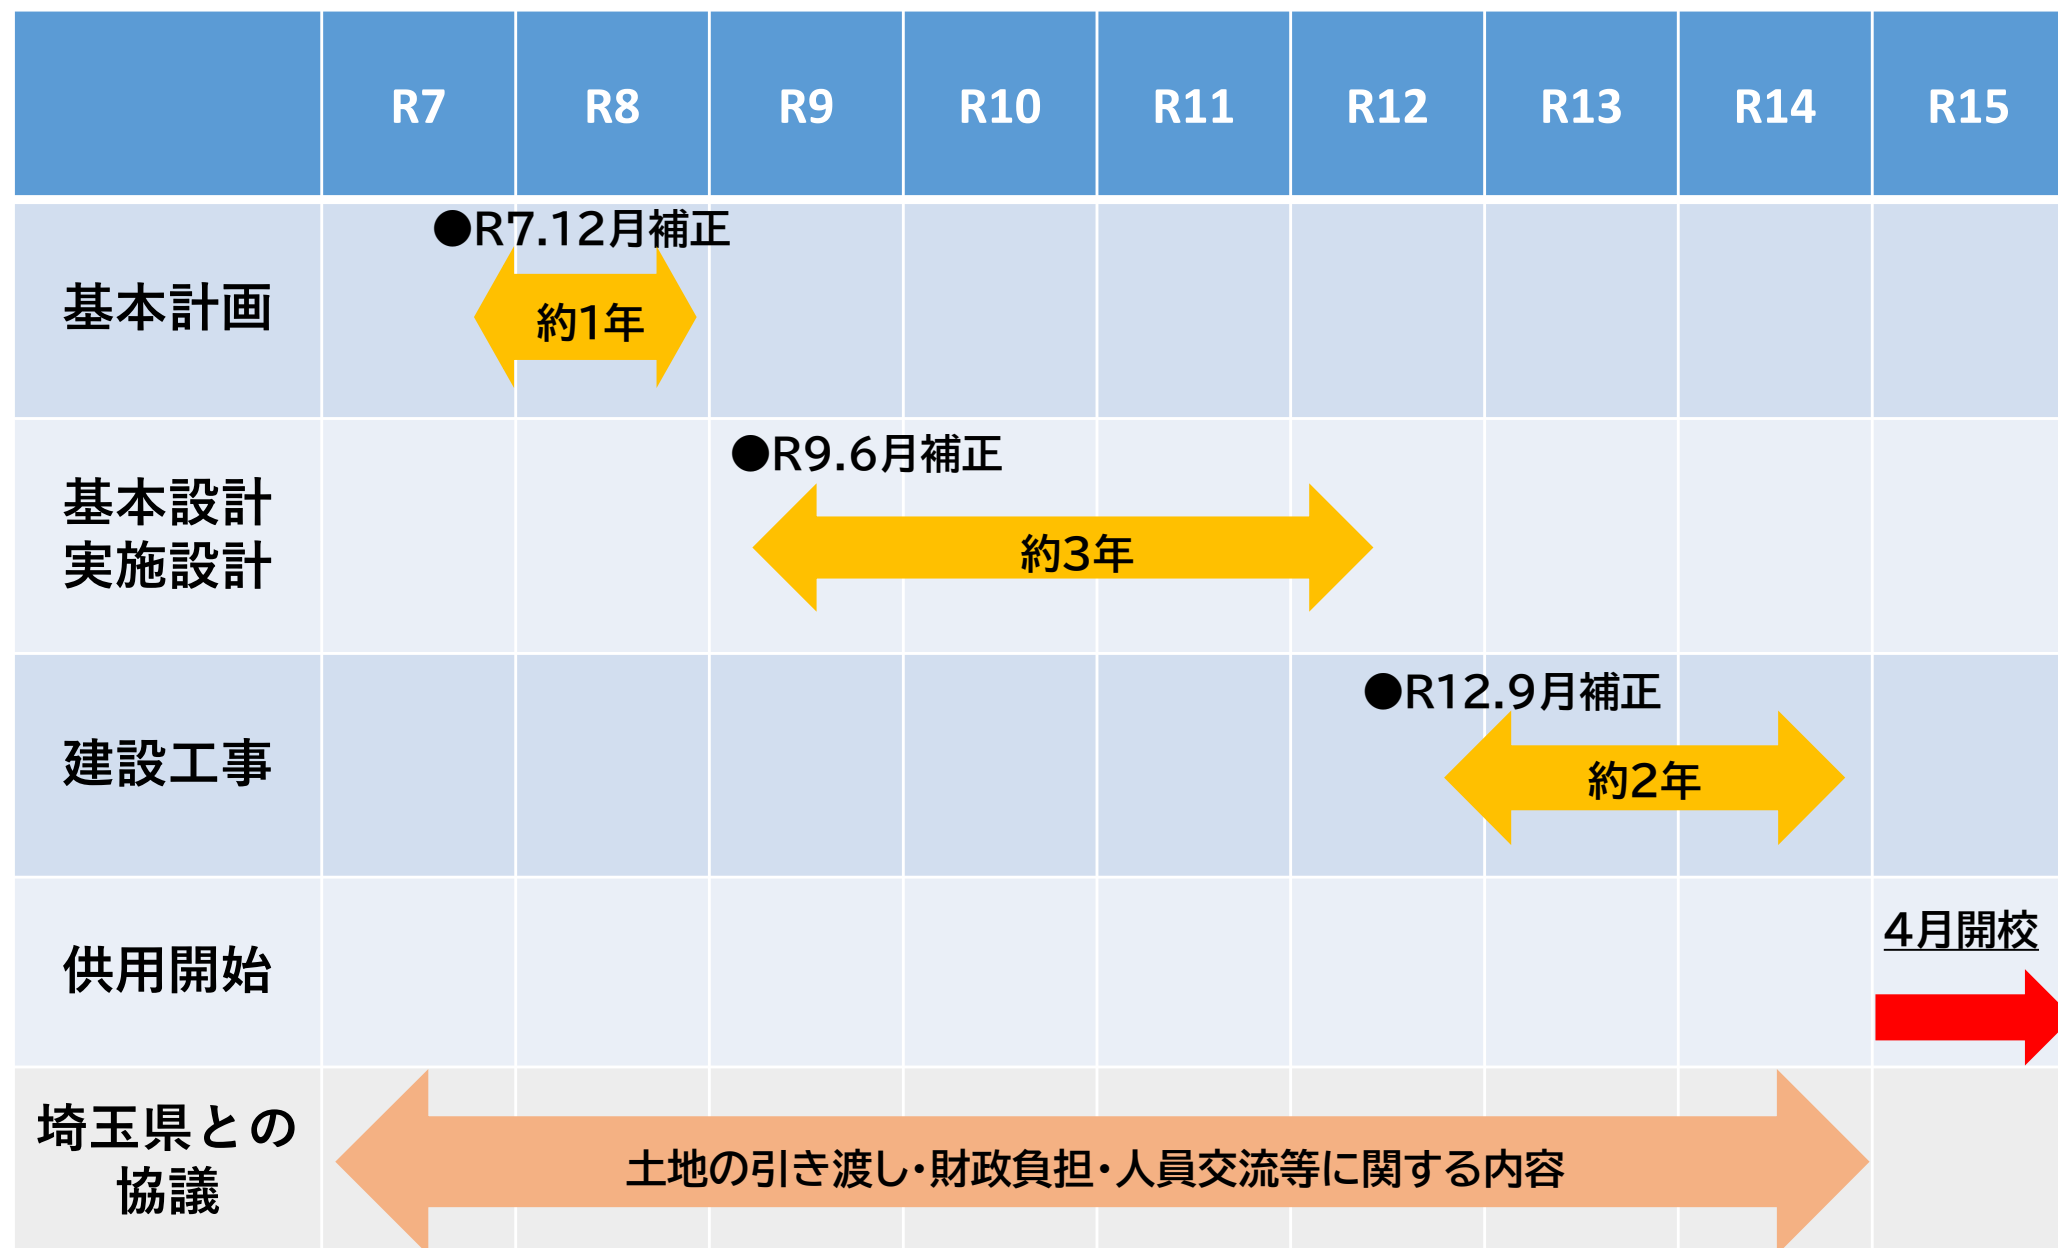 R7 R8 R9 R10 R11 R12 R13 R14 R15
●R7.12月補正
基本計画
約1年
●R9.6月補正
基本設計
実施設計
約3年
●R12.9月補正
建設工事
約2年
4月開校
供用開始
埼玉県との
協議
土地の引き渡し・財政負担・人員交流等に関する内容